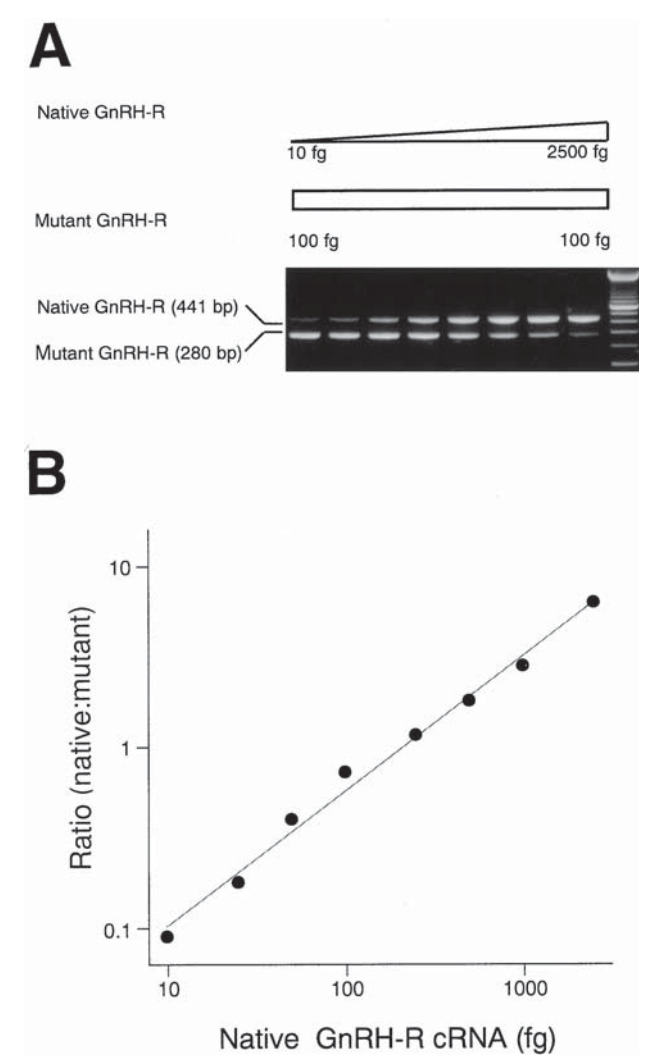 A
Native GnRH-R
10 fg 2500 fg
Mutant GnRH-R
100 fg 100 fg
Native GnRH-R (441 bp)
Mutant GnRH-R (280 bp)
B
Ratio (native:mutant)
10
1
0.1
10 100 1000
Native GnRH-R cRNA (fg)